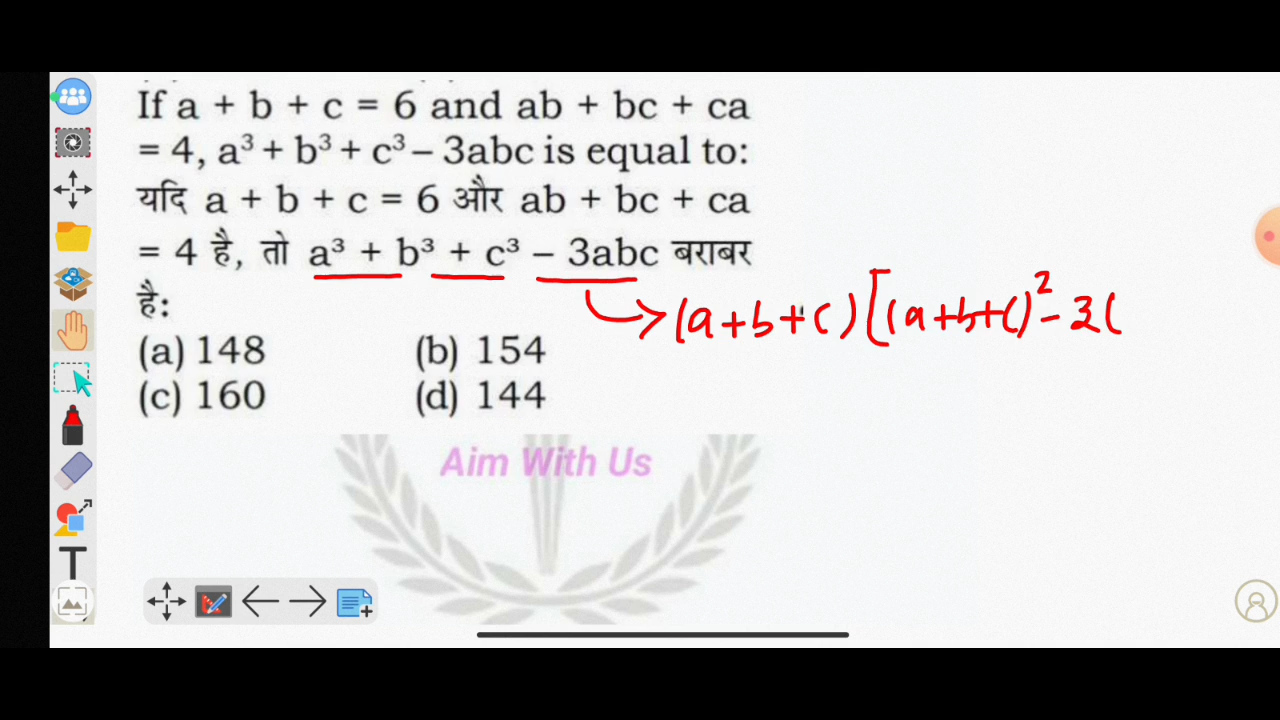 If a + b + c = 6 and ab + bc + ca
= 4, a³ + b³ + c³ – 3abc is equal to:
यदि a + b + c = 6 और ab + bc + ca
= 4 है, तो a³ + b³ + c³ – 3abc बराबर
है:
(a+b+c)[(a+b+c)² - 3(
(a) 148 (b) 154
(c) 160 (d) 144
Aim With Us
T